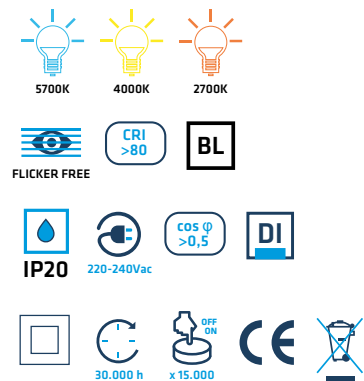 5700K
4000K
2700K
FLICKER FREE
CRI
>80
BL
IP20
220-240Vac
cos φ
>0,5
DI
30.000 h
OFF
ON
x 15.000
CE